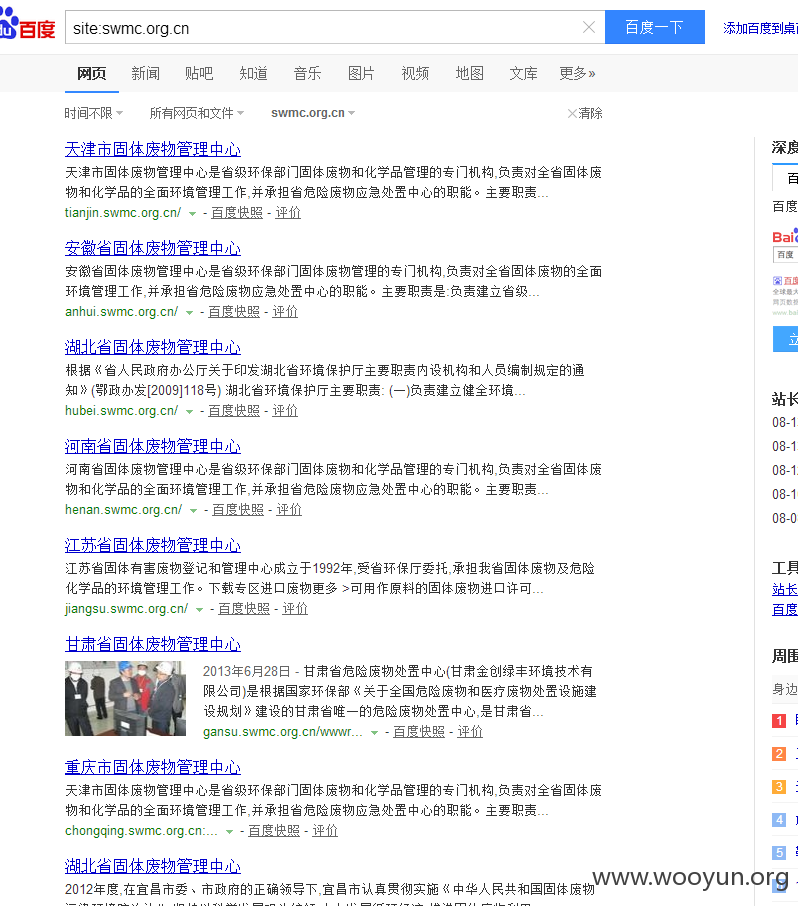 百度
site:swmc.org.cn
百度一下
添加百度到桌
网页 新闻 贴吧 知道 音乐 图片 视频 地图 文库 更多»
时间不限 所有网页和文件 swmc.org.cn 清除
天津市固体废物管理中心
天津市固体废物管理中心是省级环保部门固体废物和化学品管理的专门机构,负责对全省固体废
物和化学品的全面环境管理工作,并承担省危险废物应急处置中心的职能。主要职责...
tianjin.swmc.org.cn/ - 百度快照 - 评价
安徽省固体废物管理中心
安徽省固体废物管理中心是省级环保部门固体废物管理的专门机构,负责对全省固体废物的全面
环境管理工作,并承担省危险废物应急处置中心的职能。主要职责是:负责建立省级...
anhui.swmc.org.cn/ - 百度快照 - 评价
湖北省固体废物管理中心
根据《省人民政府办公厅关于印发湖北省环境保护厅主要职责内设机构和人员编制规定的通
知》(鄂政办发[2009]118号) 湖北省环境保护厅主要职责: (一)负责建立健全环境...
hubei.swmc.org.cn/ - 百度快照 - 评价
河南省固体废物管理中心
河南省固体废物管理中心是省级环保部门固体废物和化学品管理的专门机构,负责对全省固体废
物和化学品的全面环境管理工作,并承担省危险废物应急处置中心的职能。主要职责...
henan.swmc.org.cn/ - 百度快照 - 评价
江苏省固体废物管理中心
江苏省固体有害废物登记和管理中心成立于1992年,受省环保厅委托,承担我省固体废物及危险
化学品的环境管理工作。下载专区进口废物更多 >可用作原料的固体废物进口许可...
jiangsu.swmc.org.cn/ - 百度快照 - 评价
甘肃省固体废物管理中心
2013年6月28日 - 甘肃省危险废物处置中心(甘肃金创绿丰环境技术有
限公司)是根据国家环保部《关于全国危险废物和医疗废物处置设施建
设规划》建设的甘肃省唯一的危险废物处置中心,是甘肃省...
gansu.swmc.org.cn/wwwr... - 百度快照 - 评价
重庆市固体废物管理中心
天津市固体废物管理中心是省级环保部门固体废物和化学品管理的专门机构,负责对全省固体废
物和化学品的全面环境管理工作,并承担省危险废物应急处置中心的职能。主要职责...
chongqing.swmc.org.cn:... - 百度快照 - 评价
湖北省固体废物管理中心
2012年度,在宜昌市委、市政府的正确领导下,宜昌市认真贯彻实施《中华人民共和国固体废物
深度
百
百度
Bai
百度
站长
08-1
08-1
08-1
08-1
08-0
工具
站长
百度
周围
身边
1
2
3
4
5
www.wooyun.org